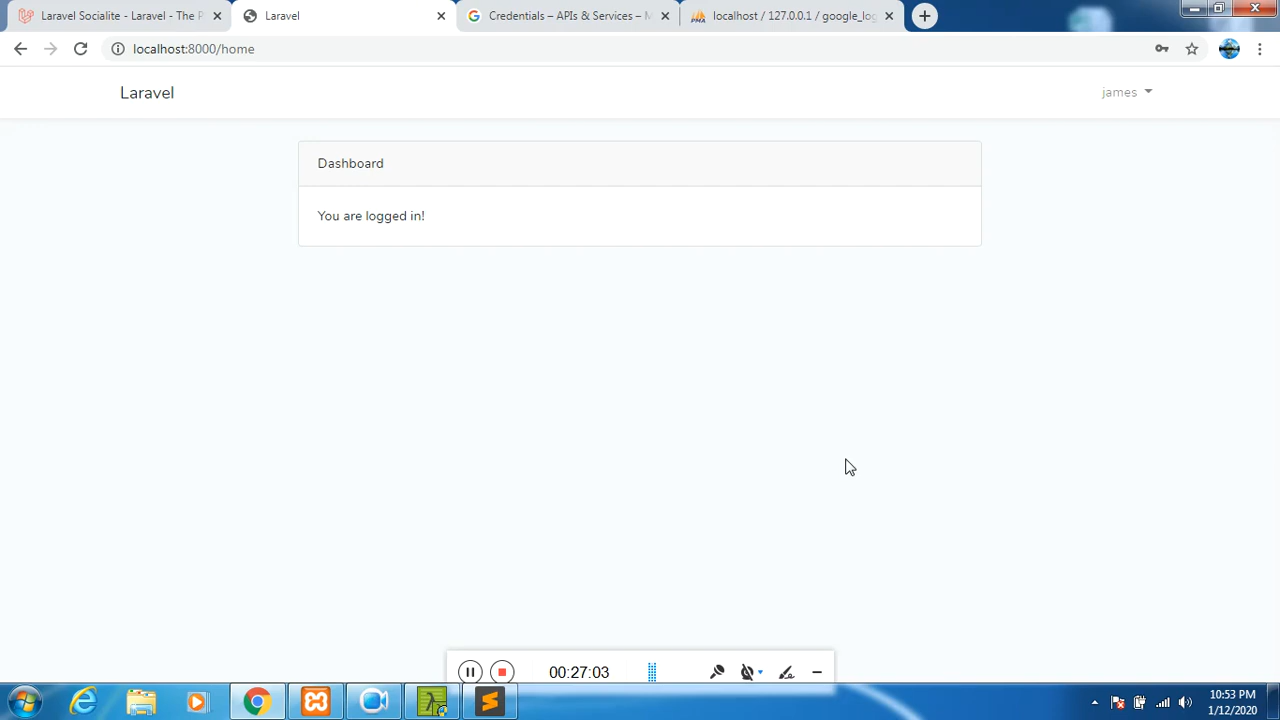 Laravel Socialite - Laravel - The P
Laravel
Credentials – APIs & Services – M
localhost / 127.0.0.1 / google_log
localhost:8000/home
Laravel
james
Dashboard
You are logged in!
00:27:03
10:53 PM
1/12/2020